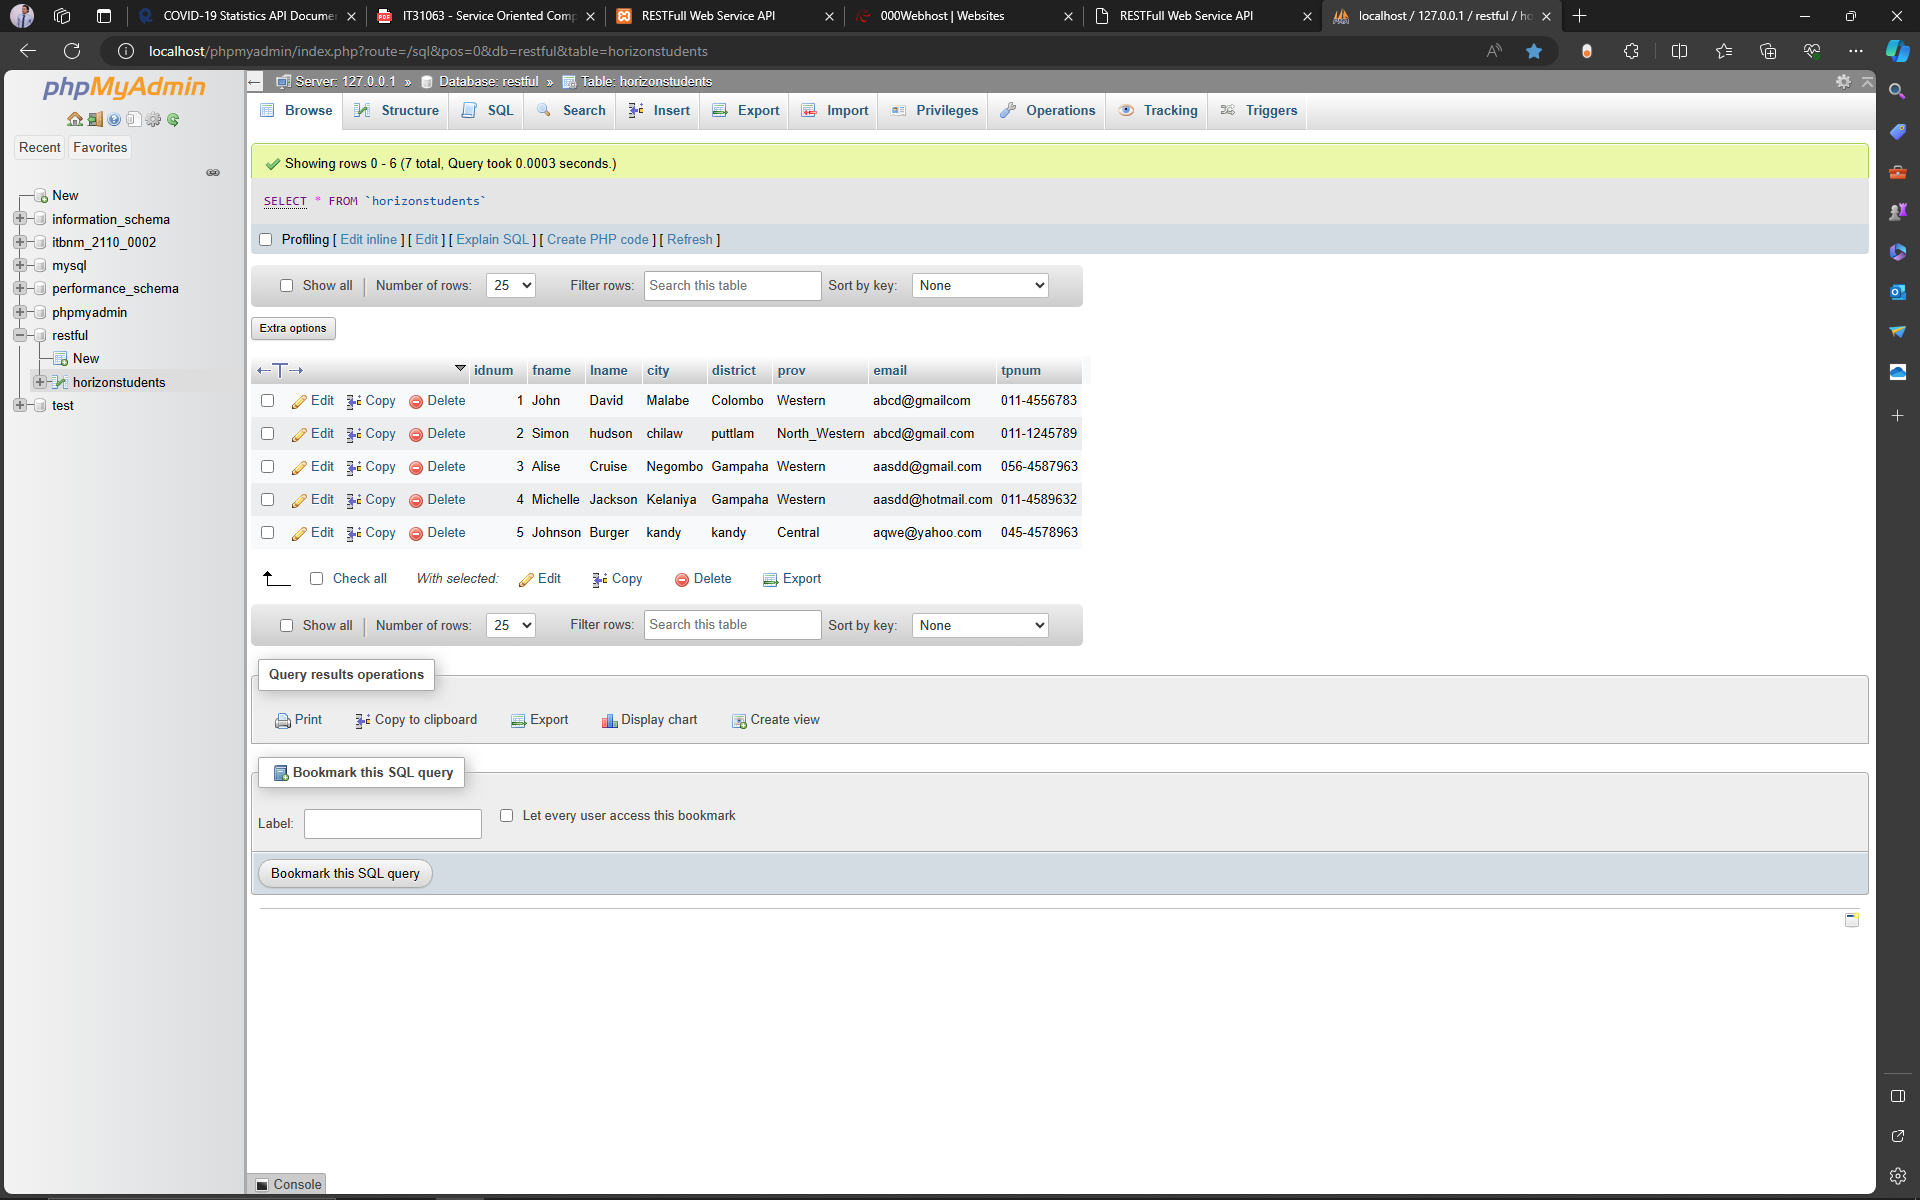 COVID-19 Statistics API Documen
IT31063 - Service Oriented Comp
RESTFull Web Service API
000Webhost | Websites
RESTFull Web Service API
localhost / 127.0.0.1 / restful / ho
localhost/phpmyadmin/index.php?route=/sql&pos=0&db=restful&table=horizonstudents
phpMyAdmin
Recent Favorites
New
information_schema
itbnm_2110_0002
mysql
performance_schema
phpmyadmin
restful
New
horizonstudents
test
Server: 127.0.0.1 » Database: restful » Table: horizonstudents
Browse Structure SQL Search Insert Export Import Privileges Operations Tracking Triggers
Showing rows 0 - 6 (7 total, Query took 0.0003 seconds.)
SELECT * FROM `horizonstudents`
Profiling [ Edit inline ] [ Edit ] [ Explain SQL ] [ Create PHP code ] [ Refresh ]
Show all | Number of rows: 25 Filter rows: Search this table Sort by key: None
Extra options
idnum fname lname city district prov email tpnum
Edit Copy Delete 1 John David Malabe Colombo Western abcd@gmailcom 011-4556783
Edit Copy Delete 2 Simon hudson chilaw puttlam North_Western abcd@gmail.com 011-1245789
Edit Copy Delete 3 Alise Cruise Negombo Gampaha Western aasdd@gmail.com 056-4587963
Edit Copy Delete 4 Michelle Jackson Kelaniya Gampaha Western aasdd@hotmail.com 011-4589632
Edit Copy Delete 5 Johnson Burger kandy kandy Central aqwe@yahoo.com 045-4578963
Check all With selected: Edit Copy Delete Export
Show all | Number of rows: 25 Filter rows: Search this table Sort by key: None
Query results operations
Print Copy to clipboard Export Display chart Create view
Bookmark this SQL query
Label: Let every user access this bookmark
Bookmark this SQL query
Console